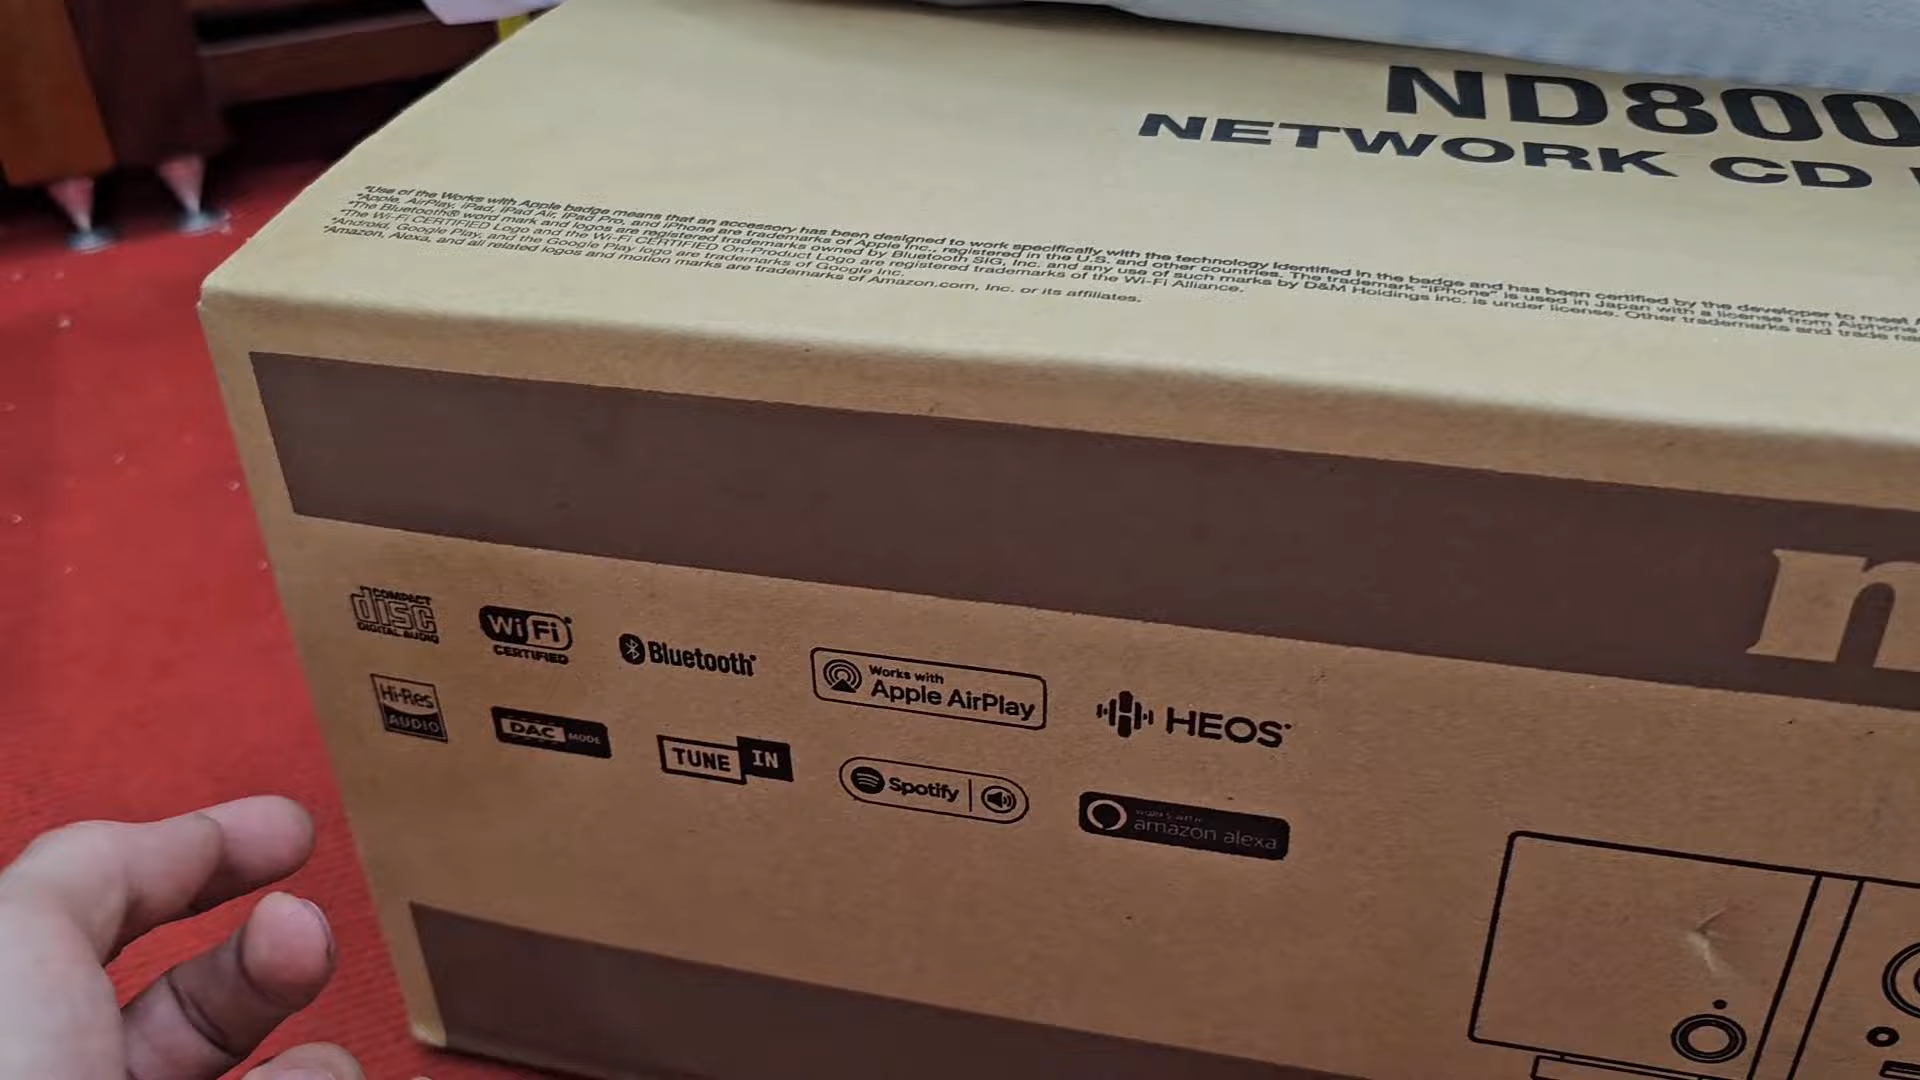 ND800
NETWORK CD
*Use of the Works with Apple badge means that an accessory has been designed to work specifically with the technology identified in the badge and has been certified by the developer to meet
*Apple, AirPlay, iPad, iPad Air, iPad Pro, and iPhone are trademarks of Apple Inc., registered in the U.S. and other countries. The trademark "iPhone" is used in Japan with a license from Aiphone
*The Bluetooth® word mark and logos are registered trademarks owned by Bluetooth SIG, Inc. and any use of such marks by D&M Holdings Inc. is under license. Other trademarks and trade
*The Wi-Fi CERTIFIED Logo and the Wi-Fi CERTIFIED On-Product Logo are registered trademarks of the Wi-Fi Alliance.
*Android, Google Play, and the Google Play logo are trademarks of Google Inc.
*Amazon, Alexa, and all related logos and motion marks are trademarks of Amazon.com, Inc. or its affiliates.
COMPACT
disc
DIGITAL AUDIO
Wi Fi
CERTIFIED
Bluetooth®
Works with
Apple AirPlay
HEOS®
Hi-Res
AUDIO
DAC MODE
TUNE IN
Spotify
WORKS WITH
amazon alexa